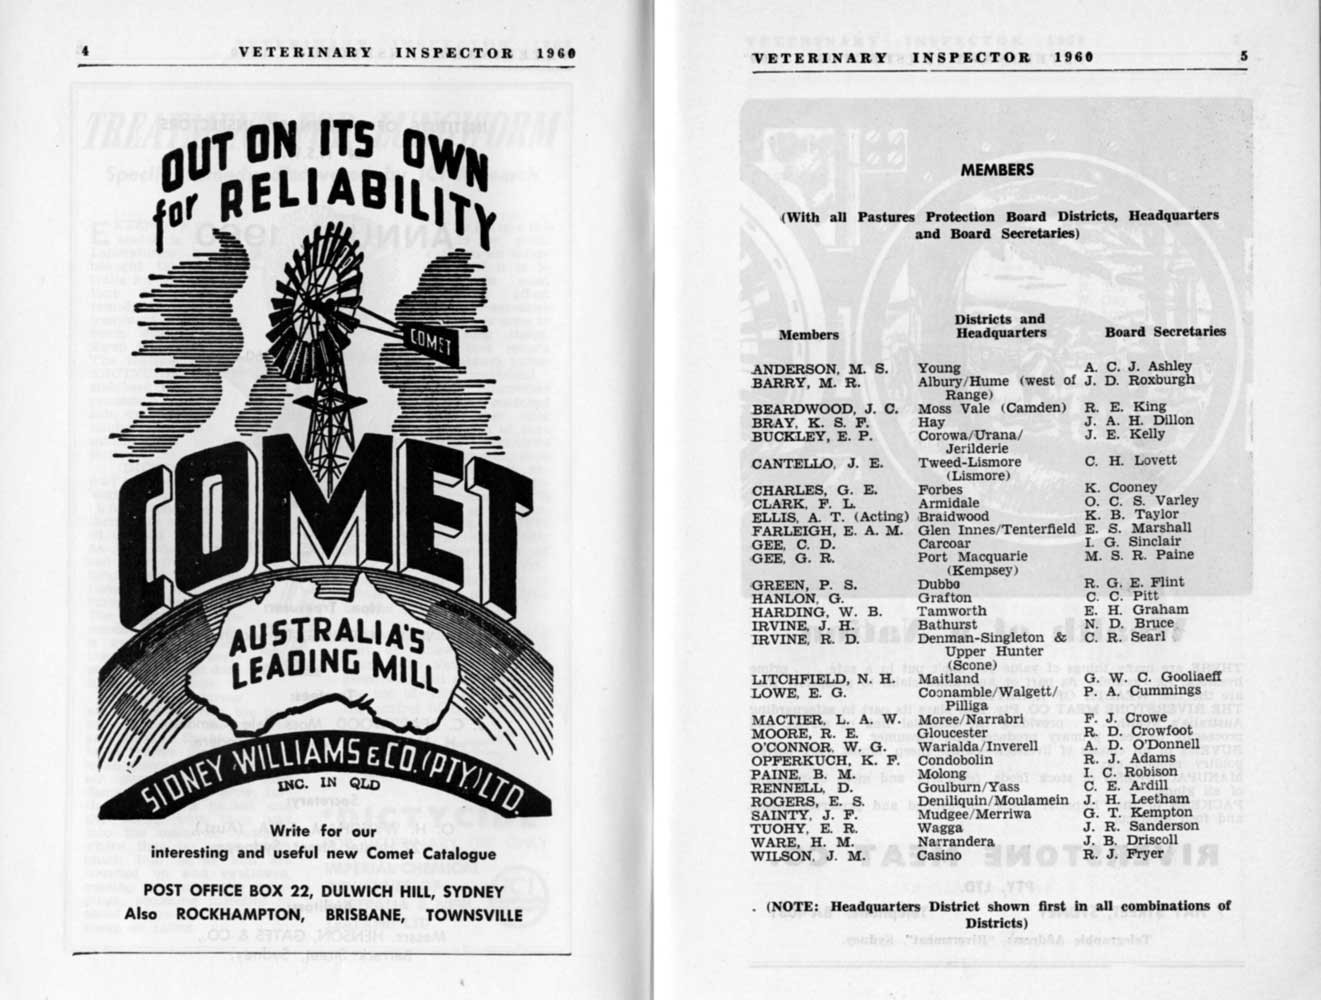 4 VETERINARY INSPECTOR 1960
OUT ON ITS OWN
for RELIABILITY
COMET
COMET
AUSTRALIA'S
LEADING MILL
SIDNEY WILLIAMS & CO. (PTY.) LTD.
INC. IN QLD
Write for our
interesting and useful new Comet Catalogue
POST OFFICE BOX 22, DULWICH HILL, SYDNEY
Also ROCKHAMPTON, BRISBANE, TOWNSVILLE
VETERINARY INSPECTOR 1960 5
MEMBERS
(With all Pastures Protection Board Districts, Headquarters
and Board Secretaries)
Members Districts and Headquarters Board Secretaries
ANDERSON, M. S. Young A. C. J. Ashley
BARRY, M. R. Albury/Hume (west of J. D. Roxburgh
Range)
BEARDWOOD, J. C. Moss Vale (Camden) R. E. King
BRAY, K. S. F. Hay J. A. H. Dillon
BUCKLEY, E. P. Corowa/Urana/ J. E. Kelly
Jerilderie
CANTELLO, J. E. Tweed-Lismore C. H. Lovett
(Lismore)
CHARLES, G. E. Forbes K. Cooney
CLARK, F. L. Armidale O. C. S. Varley
ELLIS, A. T. (Acting) Braidwood K. B. Taylor
FARLEIGH, E. A. M. Glen Innes/Tenterfield E. S. Marshall
GEE, C. D. Carcoar I. G. Sinclair
GEE, G. R. Port Macquarie M. S. R. Paine
(Kempsey)
GREEN, P. S. Dubbo R. G. E. Flint
HANLON, G. Grafton C. C. Pitt
HARDING, W. B. Tamworth E. H. Graham
IRVINE, J. H. Bathurst N. D. Bruce
IRVINE, R. D. Denman-Singleton & C. R. Searl
Upper Hunter
(Scone)
LITCHFIELD, N. H. Maitland G. W. C. Gooliaeff
LOWE, E. G. Coonamble/Walgett/ P. A. Cummings
Pilliga
MACTIER, L. A. W. Moree/Narrabri F. J. Crowe
MOORE, R. E. Gloucester R. D. Crowfoot
O'CONNOR, W. G. Warialda/Inverell A. D. O'Donnell
OPFERKUCH, K. F. Condobolin R. J. Adams
PAINE, B. M. Molong I. C. Robison
RENNELL, D. Goulburn/Yass C. E. Ardill
ROGERS, E. S. Deniliquin/Moulamein J. H. Leetham
SAINTY, J. F. Mudgee/Merriwa G. T. Kempton
TUOHY, E. R. Wagga J. R. Sanderson
WARE, H. M. Narrandera J. B. Driscoll
WILSON, J. M. Casino R. J. Fryer
(NOTE: Headquarters District shown first in all combinations of
Districts)